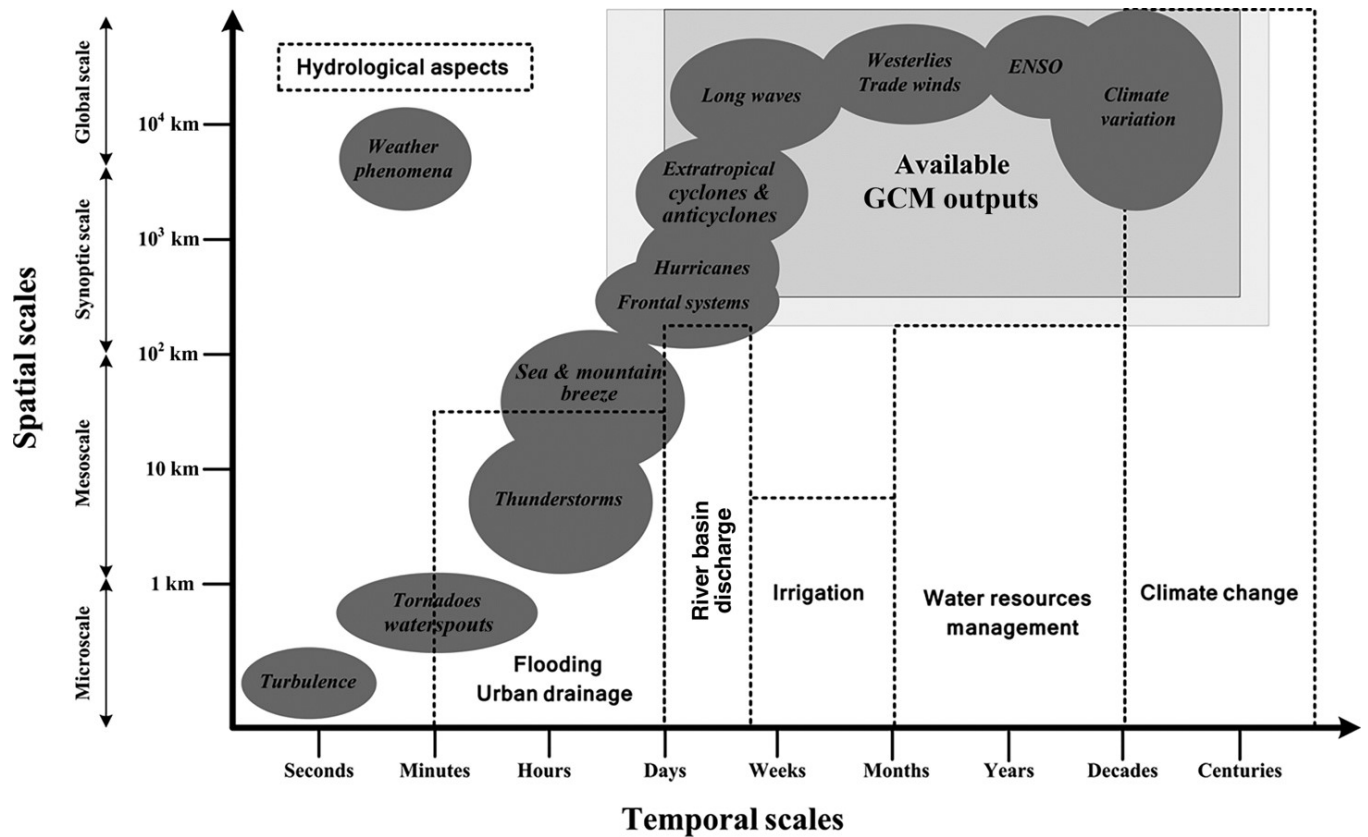 Hydrological aspects
Weather
phenomena
Long waves
Westerlies
Trade winds
ENSO
Climate
variation
Extratropical
cyclones &
anticyclones
Available
GCM outputs
Hurricanes
Frontal systems
Sea & mountain
breeze
Thunderstorms
Tornadoes
waterspouts
Turbulence
Flooding
Urban drainage
River basin
discharge
Irrigation
Water resources
management
Climate change
Spatial scales
Global scale
Synoptic scale
Mesoscale
Microscale
10⁴ km
10³ km
10² km
10 km
1 km
Seconds
Minutes
Hours
Days
Weeks
Months
Years
Decades
Centuries
Temporal scales